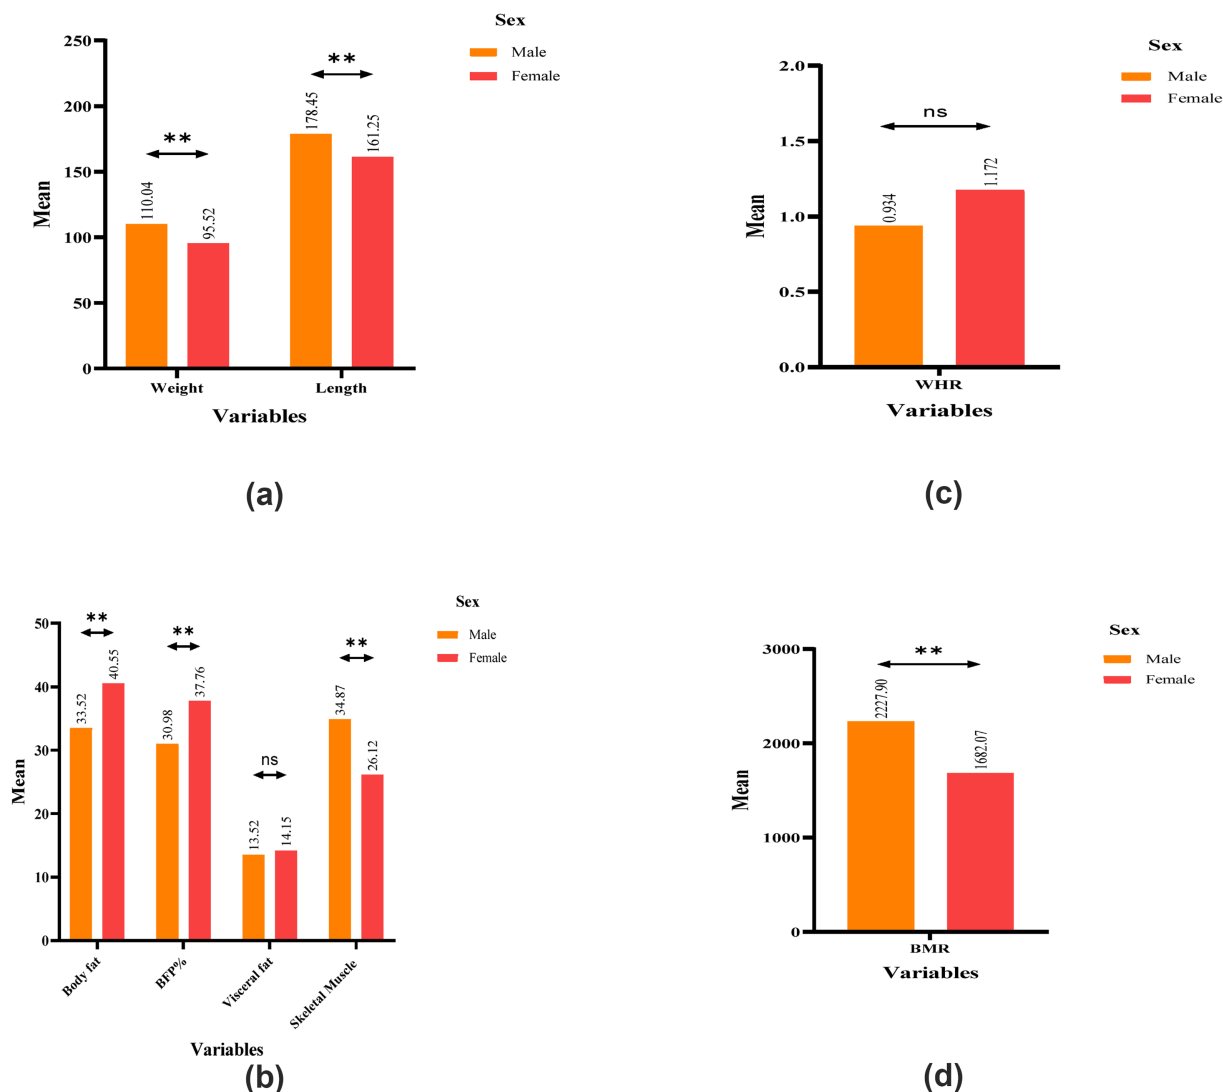 Sex
Male
Female
250
200
150
100
50
0
Mean
**
**
110.04
95.52
178.45
161.25
Weight
Length
Variables
(a)
Sex
Male
Female
2.0
1.5
1.0
0.5
0.0
Mean
ns
0.934
1.172
WHR
Variables
(c)
Sex
Male
Female
50
40
30
20
10
0
Mean
**
**
ns
**
33.52
40.55
30.98
37.76
13.52
14.15
34.87
26.12
Body fat
BFP%
Visceral fat
Skeletal Muscle
Variables
(b)
Sex
Male
Female
3000
2000
1000
0
Mean
**
2227.90
1682.07
BMR
Variables
(d)